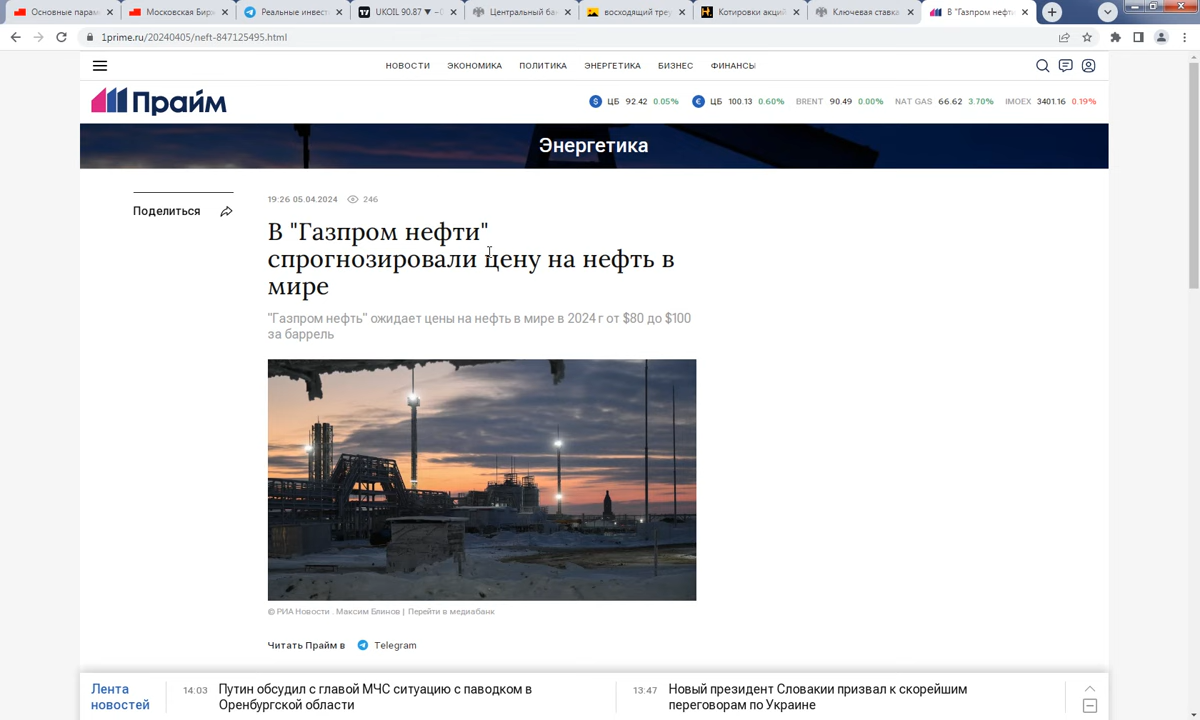 Основные парам
Московская Бирж
Реальные инвест
UKOIL 90.87 ▼ −
Центральный ба
восходящий треу
Котировки акций
Ключевая ставка
В "Газпром нефти
1prime.ru/20240405/neft-847125495.html
НОВОСТИ ЭКОНОМИКА ПОЛИТИКА ЭНЕРГЕТИКА БИЗНЕС ФИНАНСЫ
Прайм
$ ЦБ 92.42 0.05% € ЦБ 100.13 0.60% BRENT 90.49 0.00% NAT GAS 66.62 3.70% IMOEX 3401.16 0.19%
Энергетика
Поделиться
19:26 05.04.2024 246
В "Газпром нефти"
спрогнозировали цену на нефть в
мире
"Газпром нефть" ожидает цены на нефть в мире в 2024 г от $80 до $100
за баррель
© РИА Новости . Максим Блинов | Перейти в медиабанк
Читать Прайм в Telegram
Лента
новостей
14:03 Путин обсудил с главой МЧС ситуацию с паводком в
Оренбургской области
13:47 Новый президент Словакии призвал к скорейшим
переговорам по Украине